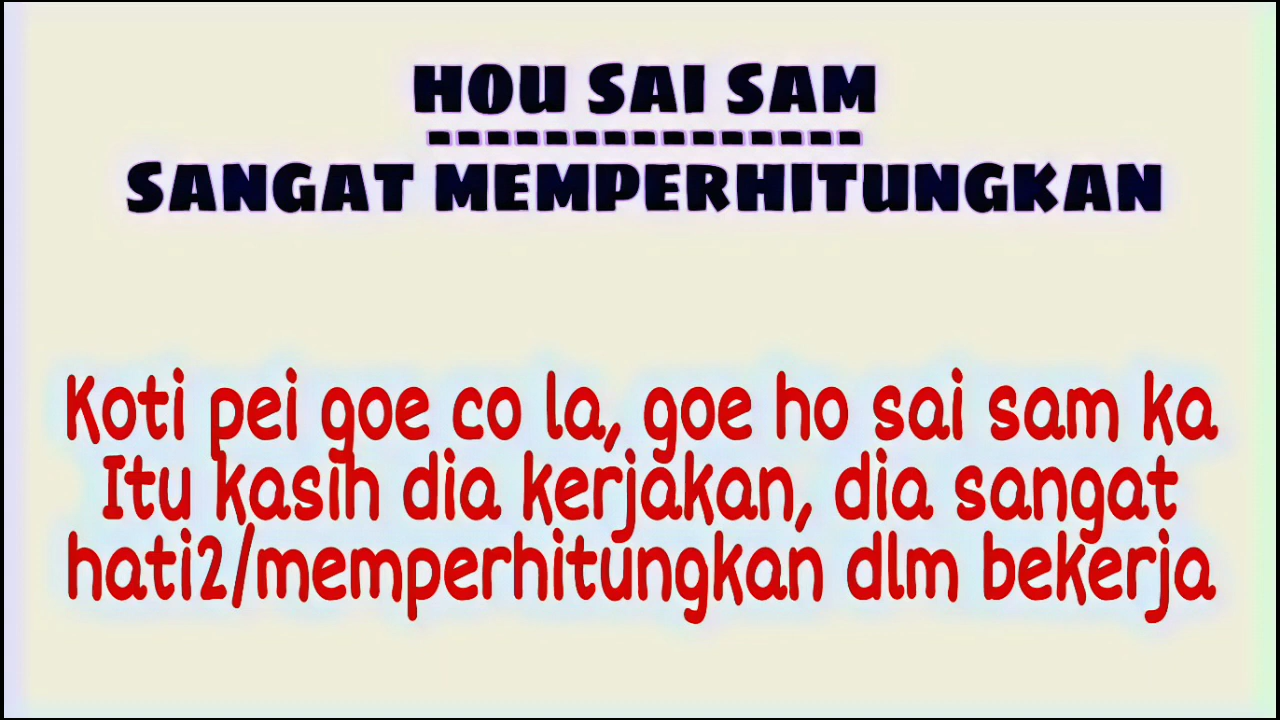 HOU SAI SAM
---------------
SANGAT MEMPERHITUNGKAN
Koti pei goe co la, goe ho sai sam ka
Itu kasih dia kerjakan, dia sangat
hati2/memperhitungkan dlm bekerja